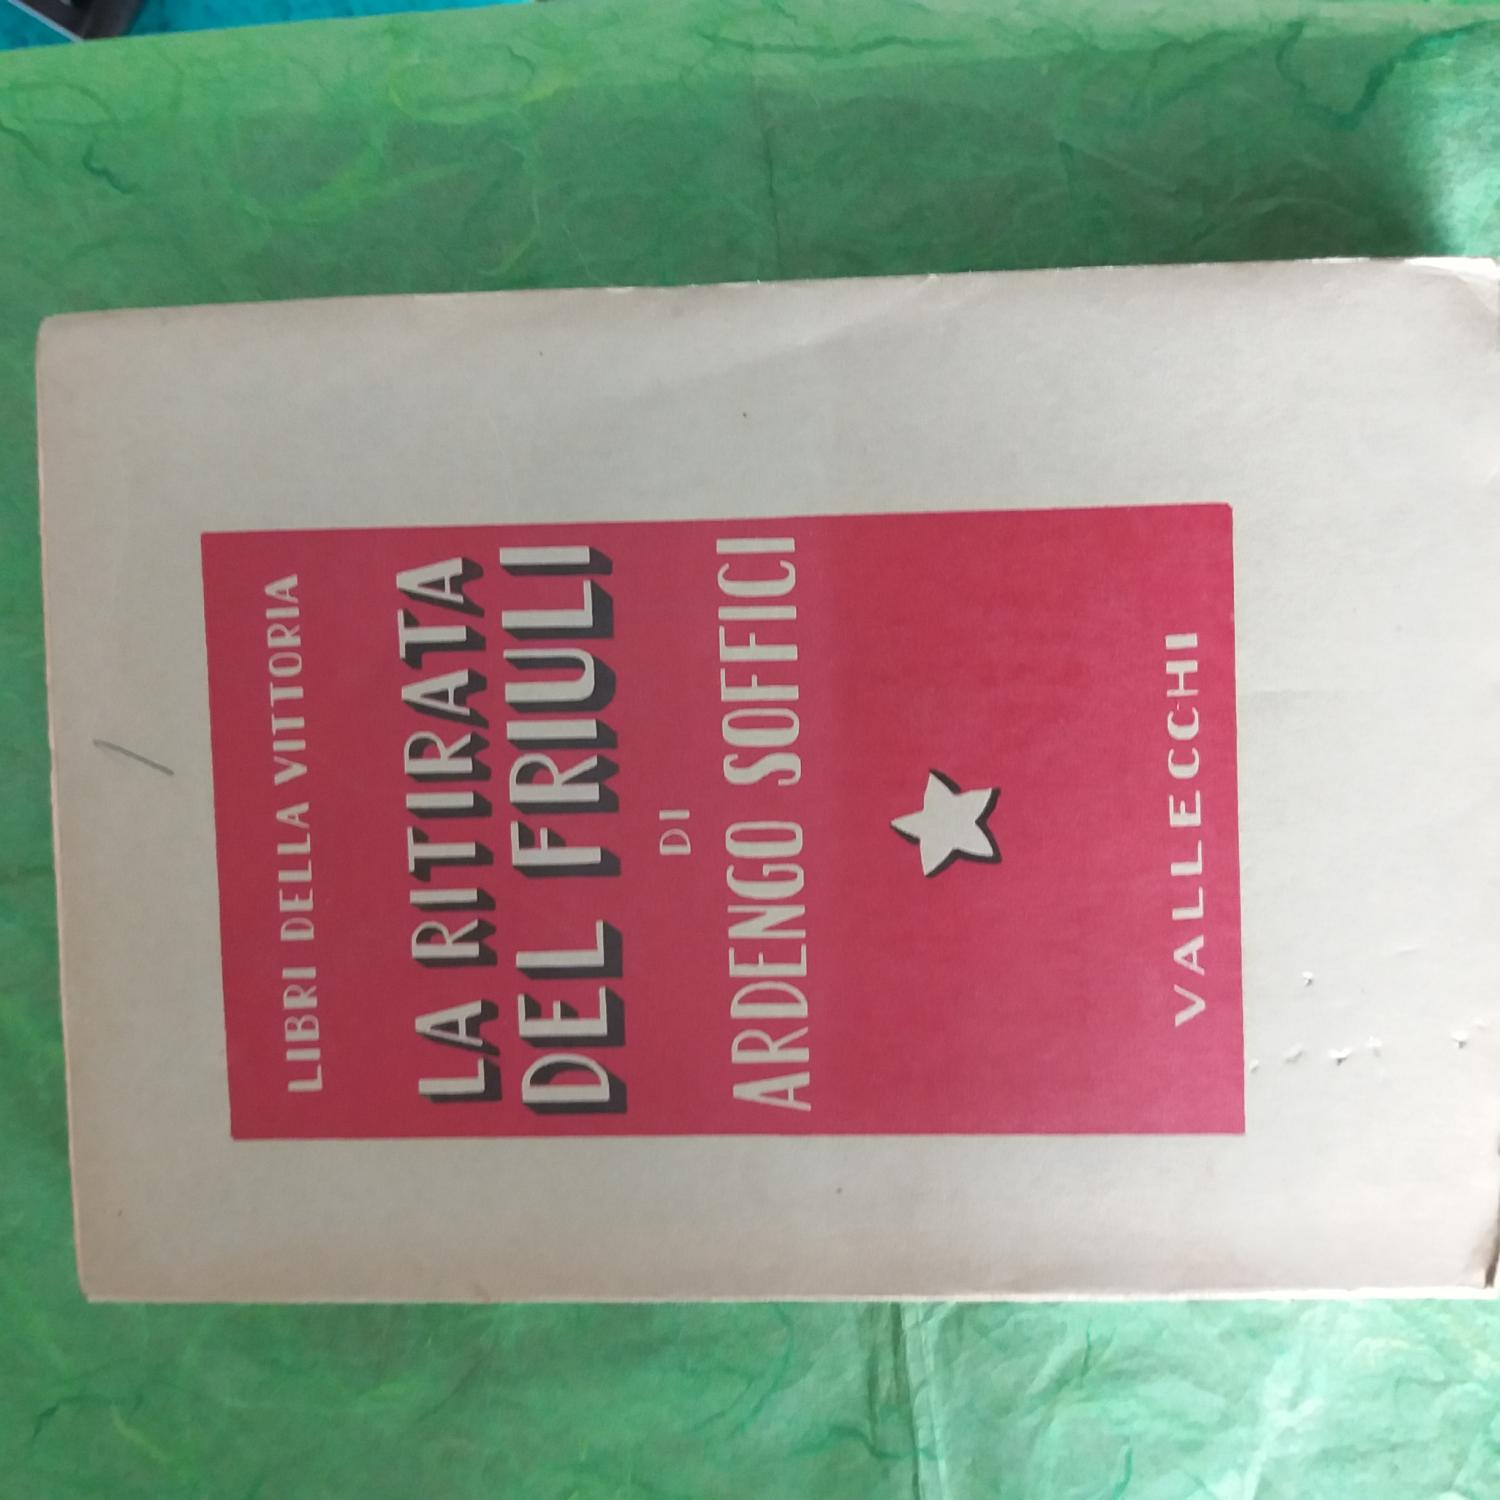 LIBRI DELLA VITTORIA
LA RITIRATA
DEL FRIULI
DI
ARDENGO SOFFICI
VALLECCHI